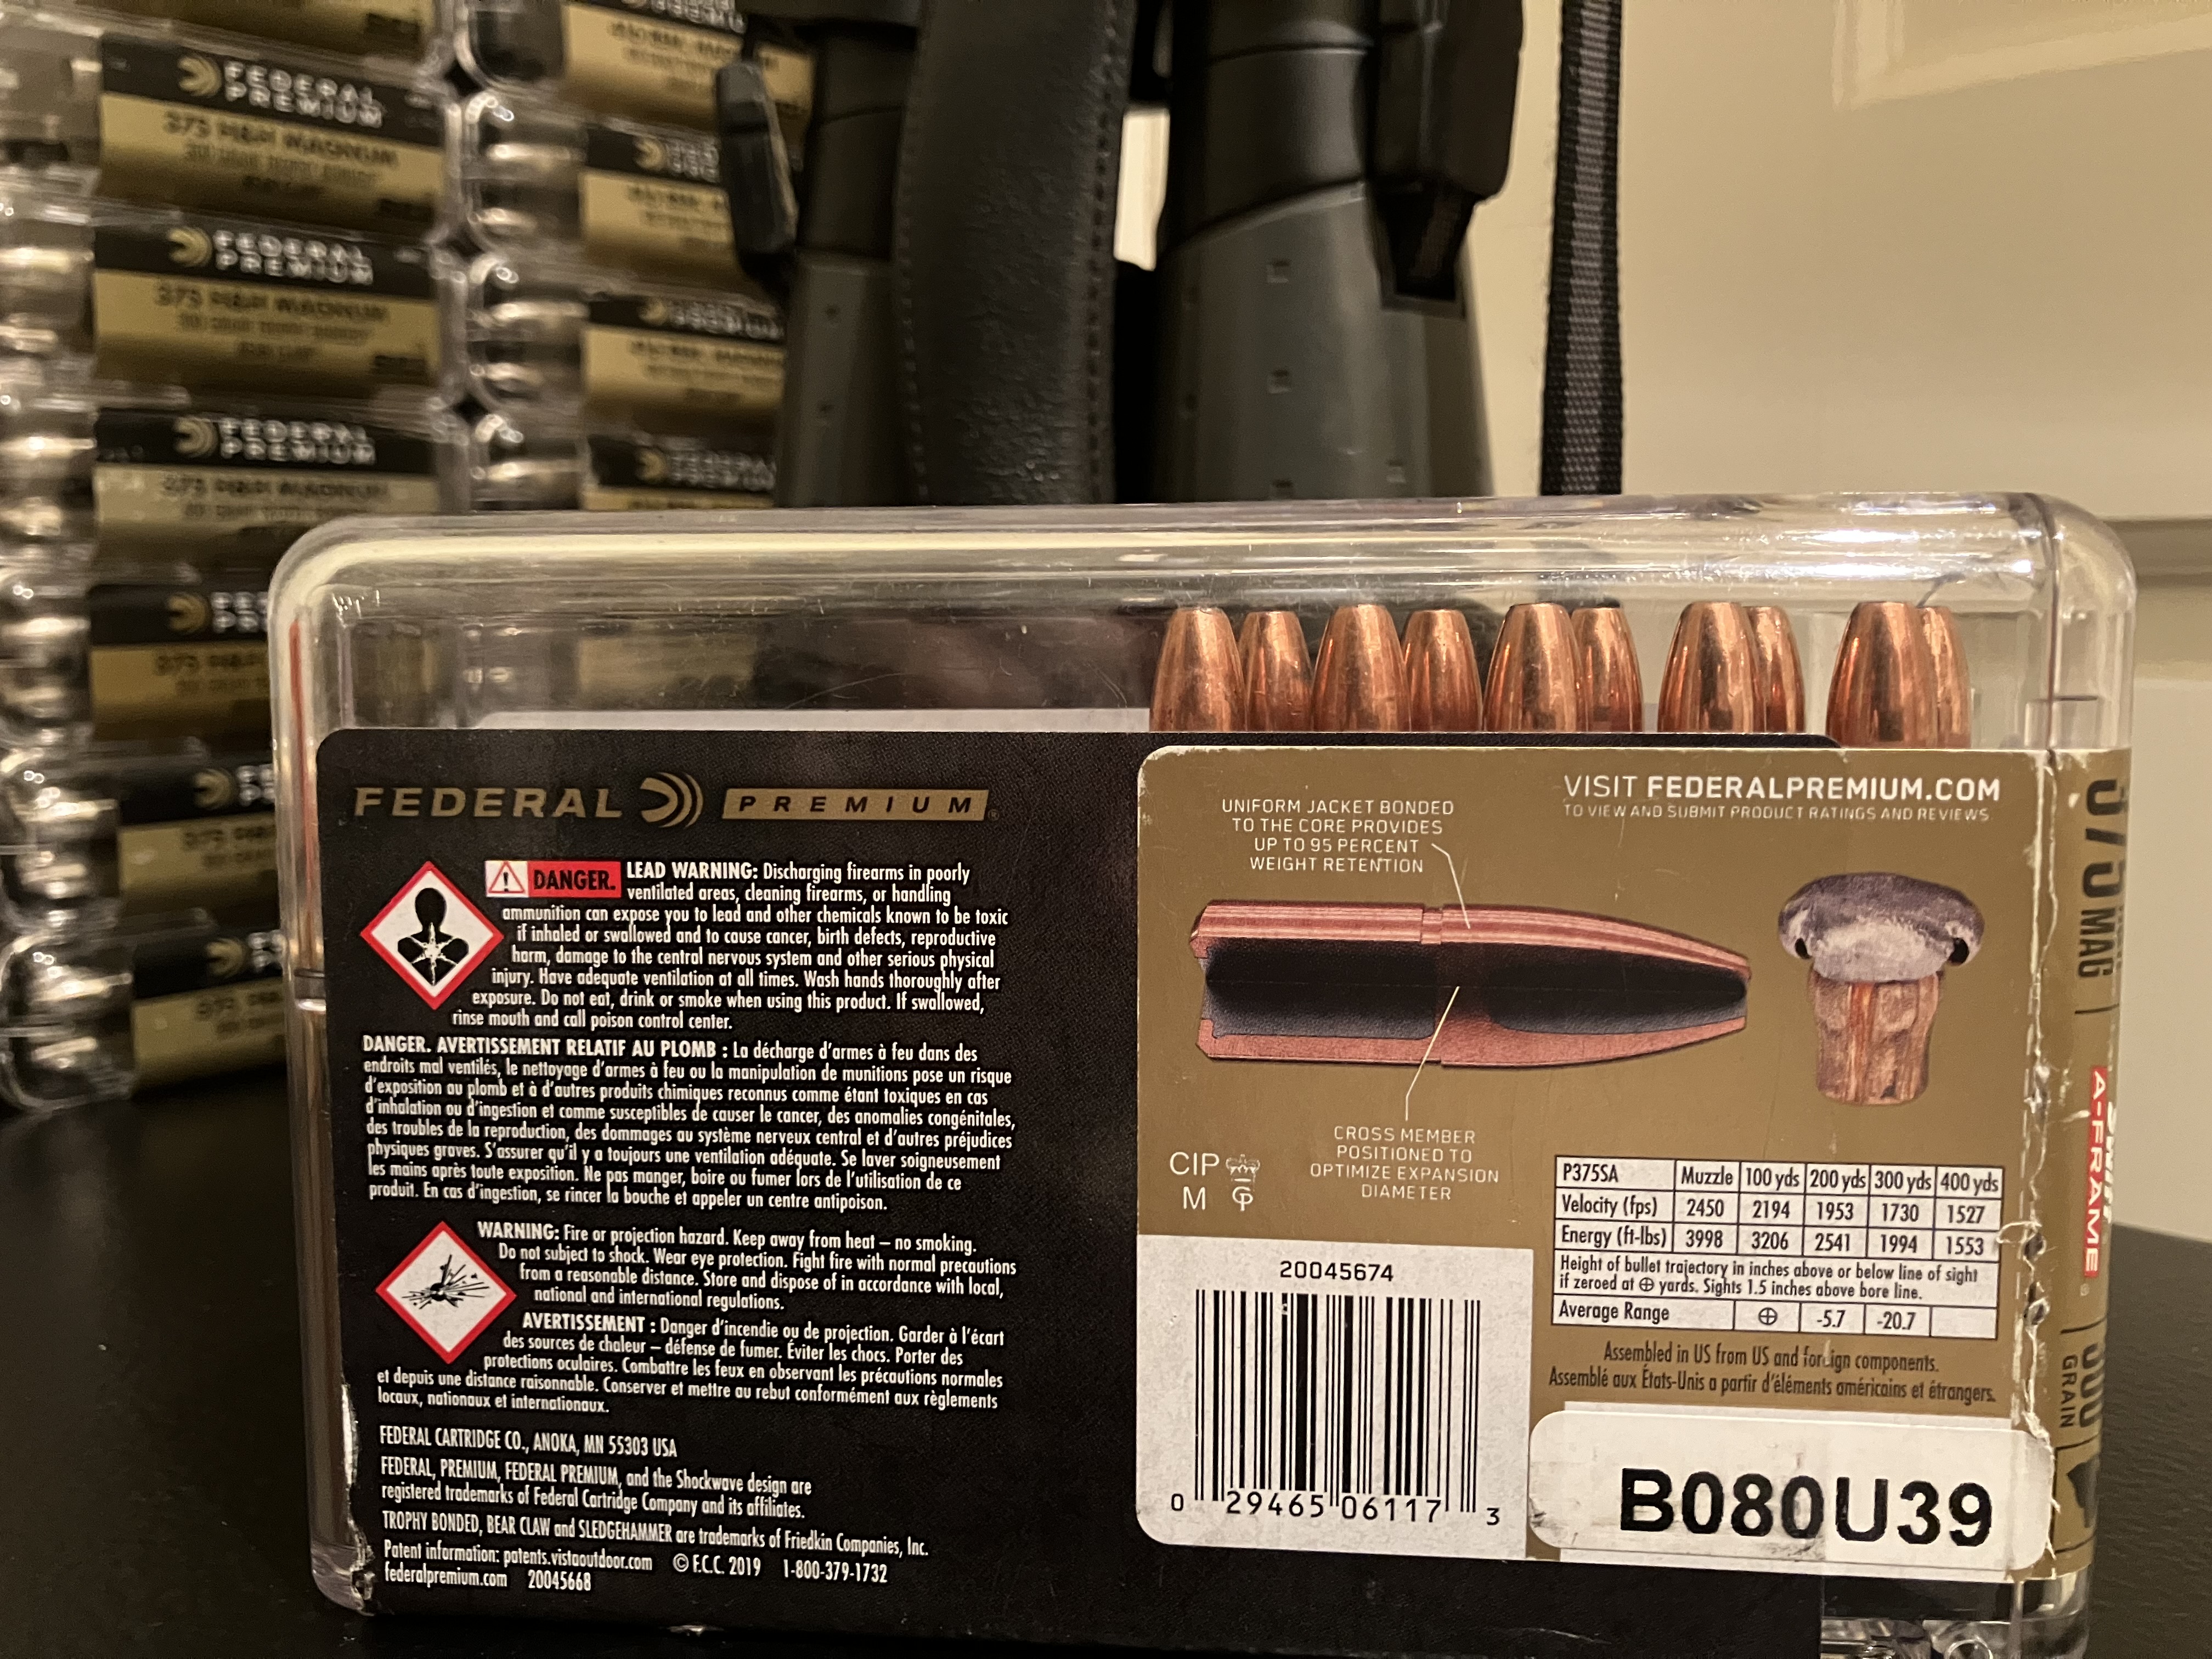 FEDERAL
PREMIUM
375 H&H MAGNUM
FEDERAL
PREMIUM
375 H&H MAGNUM
FEDERAL
PREMIUM
375 H&H MAGNUM
FEDERAL PREMIUM®
DANGER. LEAD WARNING: Discharging firearms in poorly
ventilated areas, cleaning firearms, or handling
ammunition can expose you to lead and other chemicals known to be toxic
if inhaled or swallowed and to cause cancer, birth defects, reproductive
harm, damage to the central nervous system and other serious physical
injury. Have adequate ventilation at all times. Wash hands thoroughly after
exposure. Do not eat, drink or smoke when using this product. If swallowed,
rinse mouth and call poison control center.
DANGER. AVERTISSEMENT RELATIF AU PLOMB : La décharge d'armes à feu dans des
endroits mal ventilés, le nettoyage d'armes à feu ou la manipulation de munitions pose un risque
d'exposition au plomb et à d'autres produits chimiques reconnus comme étant toxiques en cas
d'inhalation ou d'ingestion et comme susceptibles de causer le cancer, des anomalies congénitales,
des troubles de la reproduction, des dommages au système nerveux central et d'autres préjudices
physiques graves. S'assurer qu'il y a toujours une ventilation adéquate. Se laver soigneusement
les mains après toute exposition. Ne pas manger, boire ou fumer lors de l'utilisation de ce
produit. En cas d'ingestion, se rincer la bouche et appeler un centre antipoison.
WARNING: Fire or projection hazard. Keep away from heat – no smoking.
Do not subject to shock. Wear eye protection. Fight fire with normal precautions
from a reasonable distance. Store and dispose of in accordance with local,
national and international regulations.
AVERTISSEMENT : Danger d'incendie ou de projection. Garder à l'écart
des sources de chaleur – défense de fumer. Éviter les chocs. Porter des
protections oculaires. Combattre les feux en observant les précautions normales
et depuis une distance raisonnable. Conserver et mettre au rebut conformément aux règlements
locaux, nationaux et internationaux.
FEDERAL CARTRIDGE CO., ANOKA, MN 55303 USA
FEDERAL, PREMIUM, FEDERAL PREMIUM, and the Shockwave design are
registered trademarks of Federal Cartridge Company and its affiliates.
TROPHY BONDED, BEAR CLAW and SLEDGEHAMMER are trademarks of Friedkin Companies, Inc.
Patent information: patents.vistaoutdoor.com © F.C.C. 2019 1-800-379-1732
federalpremium.com 20045668
VISIT FEDERALPREMIUM.COM
TO VIEW AND SUBMIT PRODUCT RATINGS AND REVIEWS.
UNIFORM JACKET BONDED
TO THE CORE PROVIDES
UP TO 95 PERCENT
WEIGHT RETENTION
CROSS MEMBER
POSITIONED TO
OPTIMIZE EXPANSION
DIAMETER
CIP
M
P375SA Muzzle 100 yds 200 yds 300 yds 400 yds
Velocity (fps) 2450 2194 1953 1730 1527
Energy (ft-lbs) 3998 3206 2541 1994 1553
Height of bullet trajectory in inches above or below line of sight
if zeroed at ⊕ yards. Sights 1.5 inches above bore line.
Average Range ⊕ -5.7 -20.7
Assembled in US from US and foreign components.
Assemblé aux États-Unis a partir d'éléments américains et étrangers.
20045674
0 29465 06117 3
B080U39
375 MAG
SWIFT
A-FRAME®
300
GRAIN